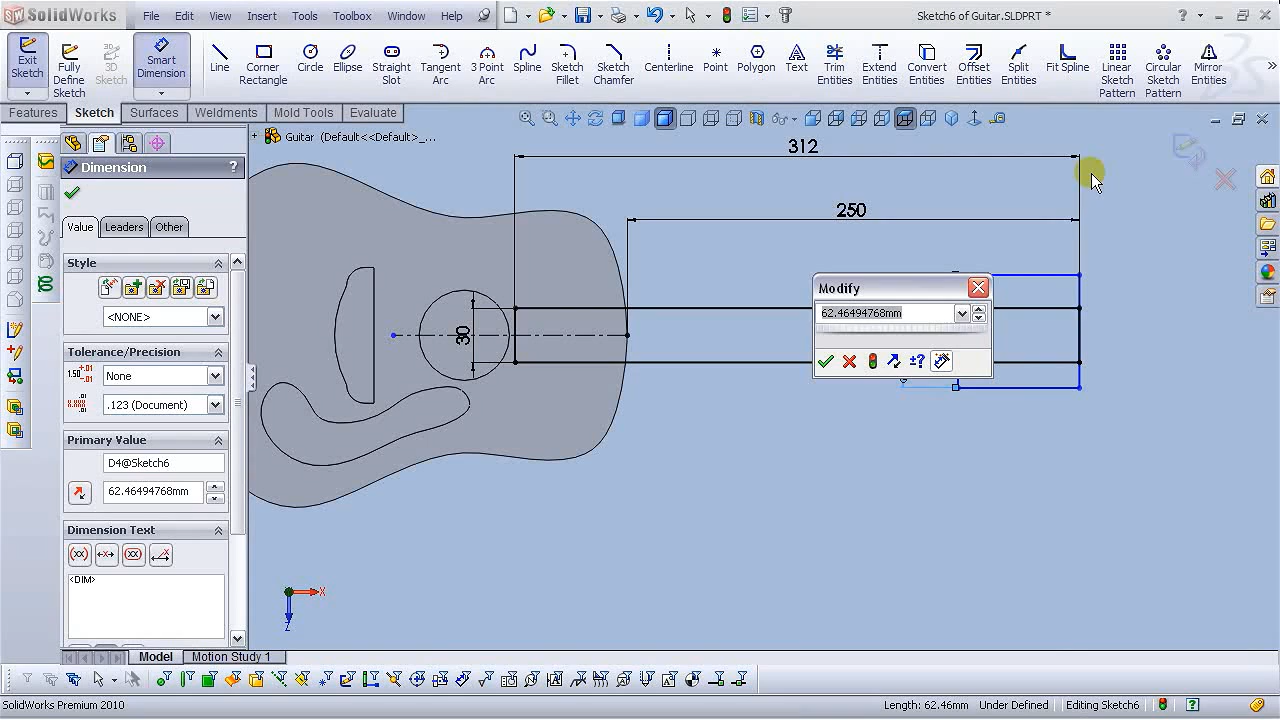 SolidWorks
File Edit View Insert Tools Toolbox Window Help
Sketch6 of Guitar.SLDPRT *
Exit Sketch
Fully Define Sketch
3D Sketch
Smart Dimension
Line
Corner Rectangle
Circle
Ellipse
Straight Slot
Tangent Arc
3 Point Arc
Spline
Sketch Fillet
Sketch Chamfer
Centerline
Point
Polygon
Text
Trim Entities
Extend Entities
Convert Entities
Offset Entities
Split Entities
Fit Spline
Linear Sketch Pattern
Circular Sketch Pattern
Mirror Entities
Features Sketch Surfaces Weldments Mold Tools Evaluate
Guitar (Default<<Default>_...
Dimension ?
Value Leaders Other
Style
<NONE>
Tolerance/Precision
None
.123 (Document)
Primary Value
D4@Sketch6
62.46494768mm
Dimension Text
<DIM>
312
250
30
Modify
62.46494768mm
±?
X
Z
Model Motion Study 1
SolidWorks Premium 2010
Length: 62.46mm Under Defined Editing Sketch6